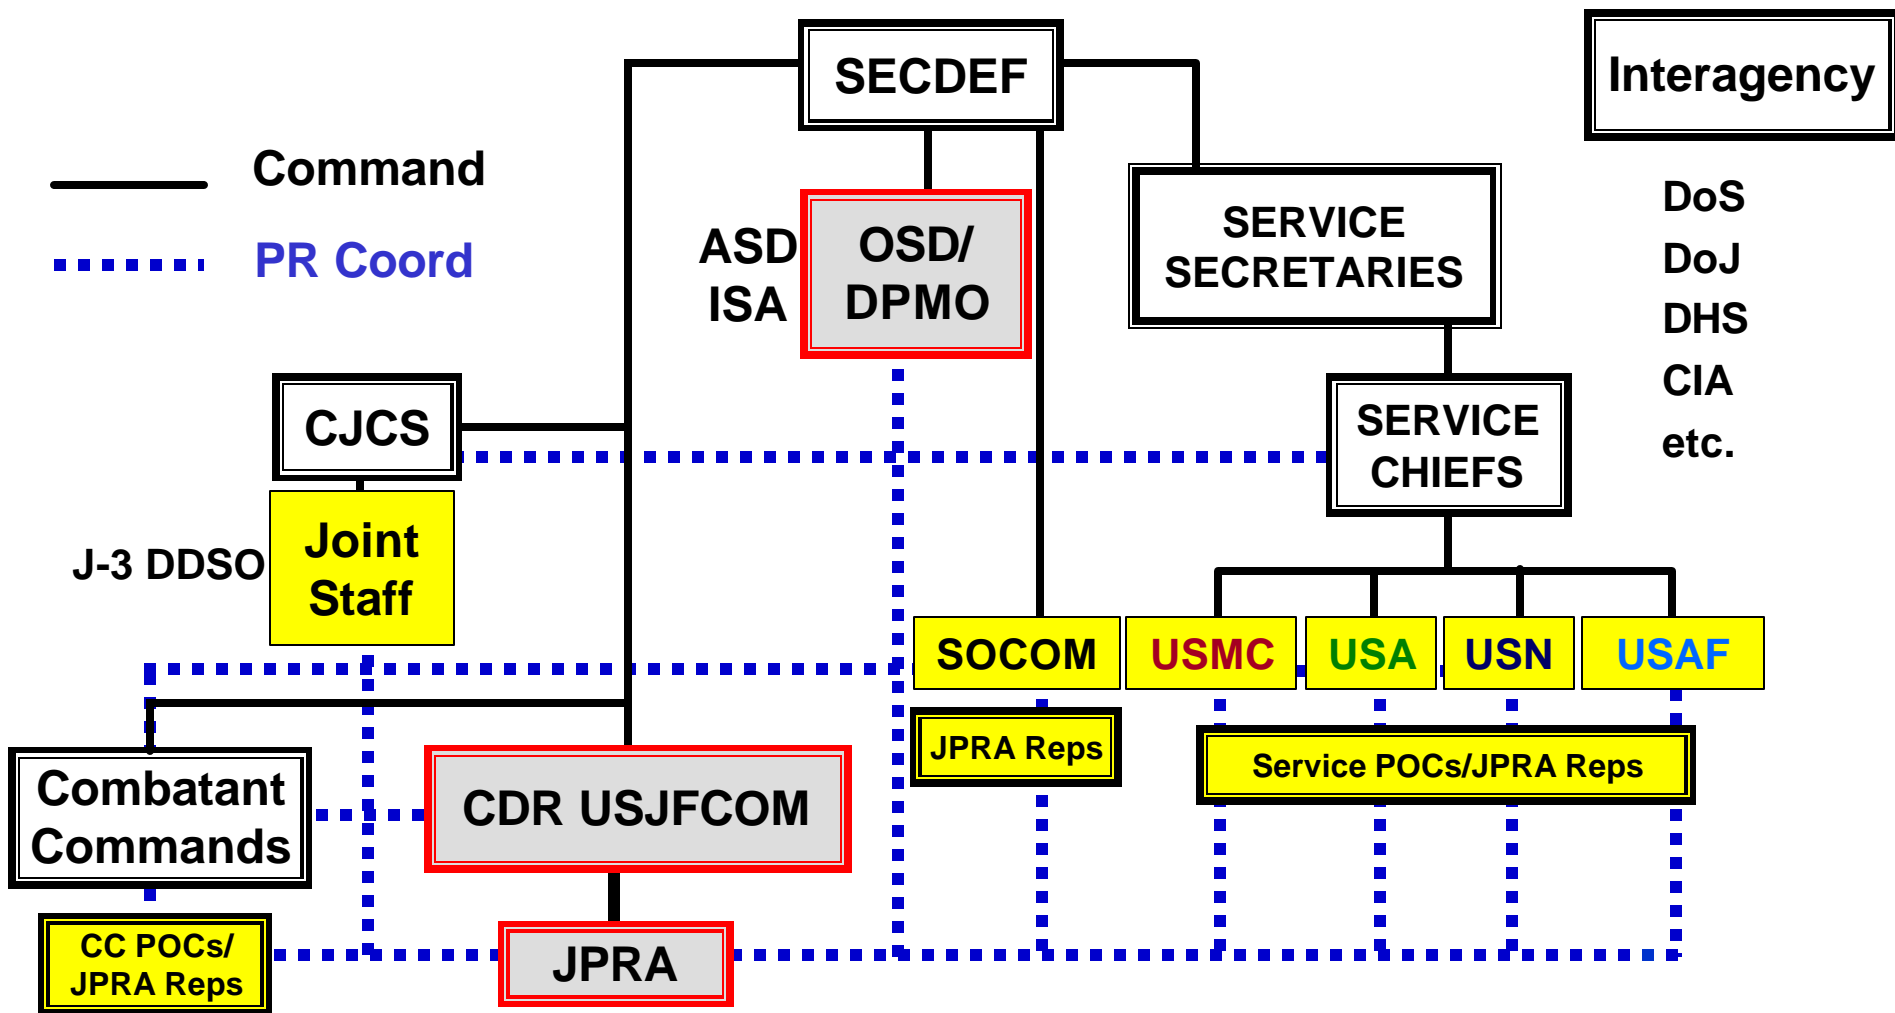 SECDEF
Interagency
Command
PR Coord
ASD
ISA
OSD/
DPMO
SERVICE
SECRETARIES
DoS
DoJ
DHS
CIA
etc.
CJCS
SERVICE
CHIEFS
J-3 DDSO
Joint
Staff
SOCOM
USMC
USA
USN
USAF
JPRA Reps
Service POCs/JPRA Reps
Combatant
Commands
CDR USJFCOM
CC POCs/
JPRA Reps
JPRA